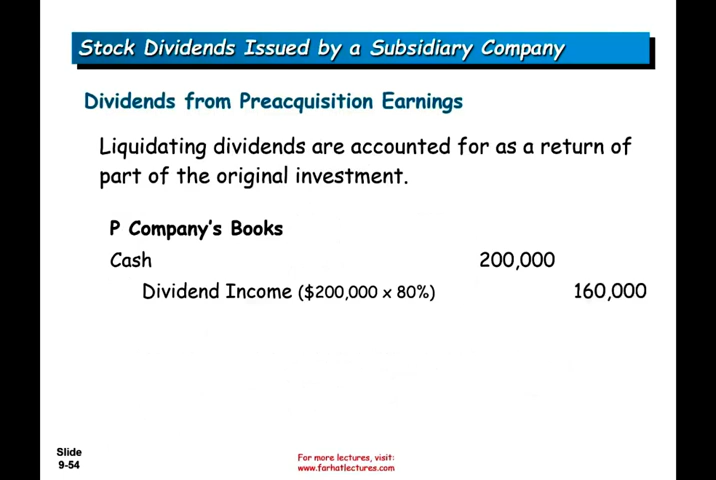 Stock Dividends Issued by a Subsidiary Company
Dividends from Preacquisition Earnings
Liquidating dividends are accounted for as a return of
part of the original investment.
P Company's Books
Cash 200,000
Dividend Income ($200,000 x 80%) 160,000
Slide
9-54
For more lectures, visit:
www.farhatlectures.com